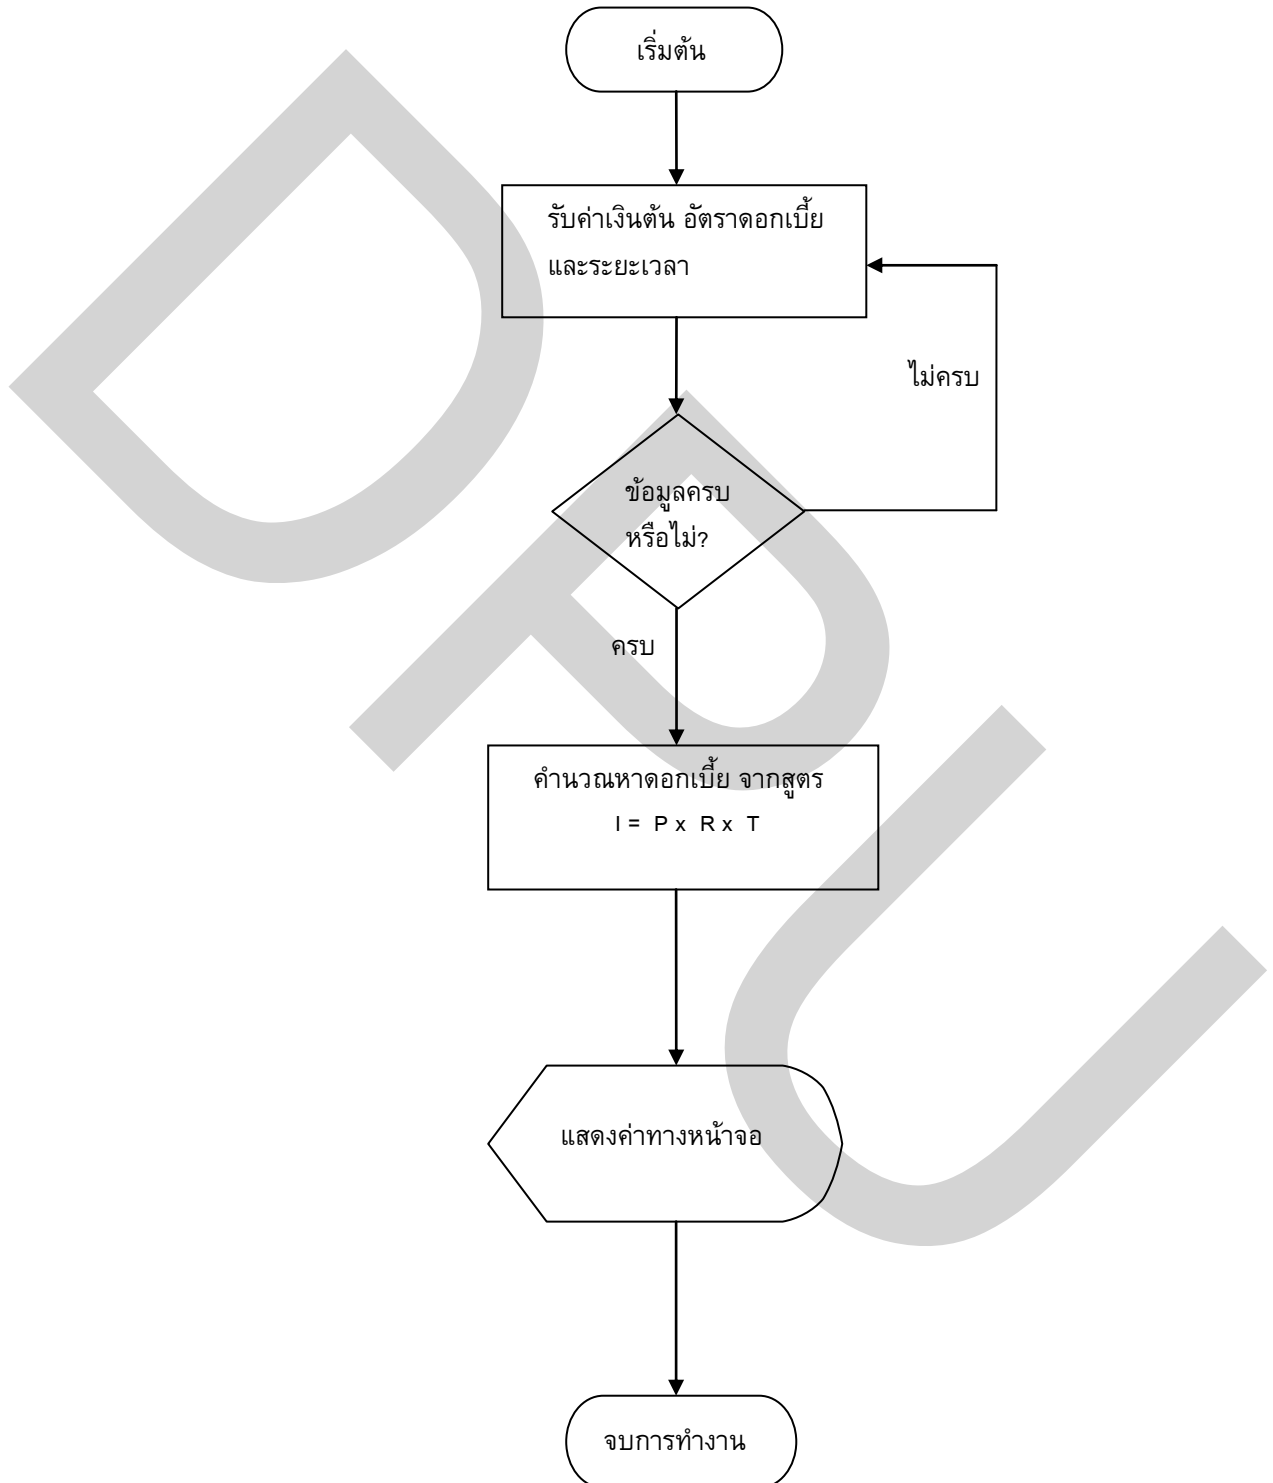 เริ่มต้น
รับค่าเงินต้น อัตราดอกเบี้ย
และระยะเวลา
ไม่ครบ
ข้อมูลครบ
หรือไม่?
ครบ
คำนวณหาดอกเบี้ย จากสูตร
I = P x R x T
แสดงค่าทางหน้าจอ
จบการทำงาน
DPU